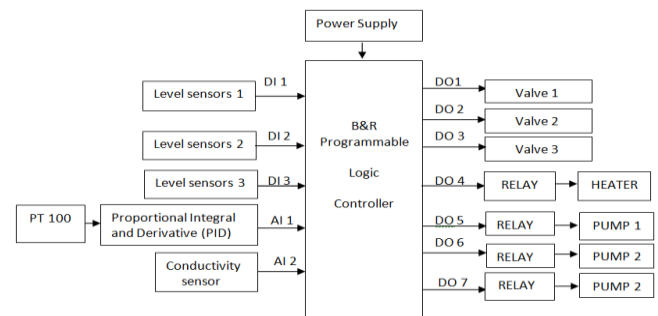 Power Supply
DI 1
Level sensors 1
DI 2
Level sensors 2
DI 3
Level sensors 3
PT 100
Proportional Integral
and Derivative (PID)
AI 1
Conductivity
sensor
AI 2
B&R
Programmable
Logic
Controller
DO1
Valve 1
DO 2
Valve 2
DO 3
Valve 3
DO 4
RELAY
HEATER
DO 5
RELAY
PUMP 1
DO 6
RELAY
PUMP 2
DO 7
RELAY
PUMP 2